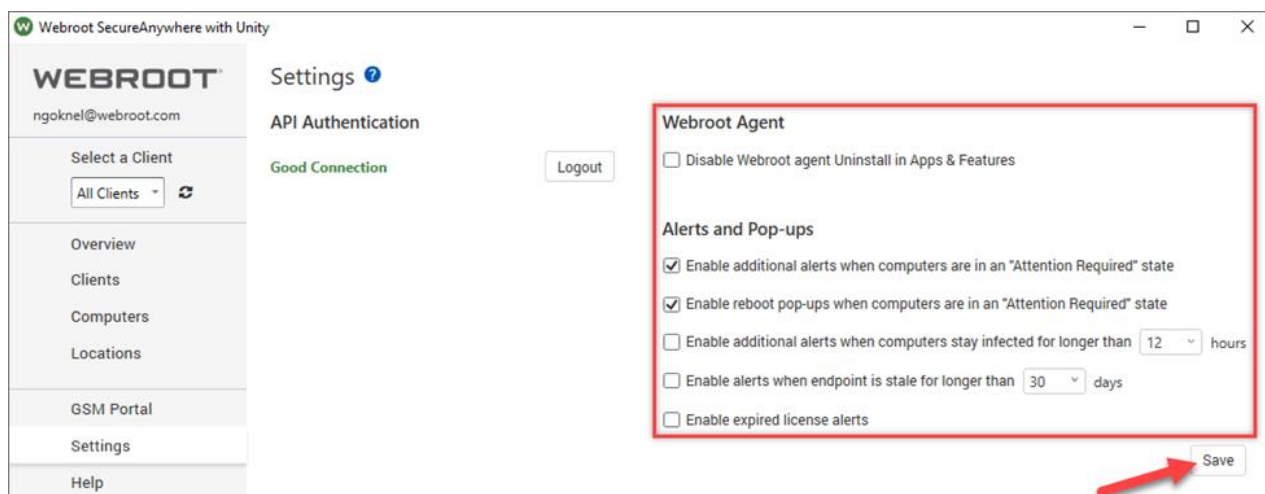 Webroot SecureAnywhere with Unity
WEBROOT
ngoknel@webroot.com
Select a Client
All Clients
Overview
Clients
Computers
Locations
GSM Portal
Settings
Help
Settings ?
API Authentication
Good Connection
Logout
Webroot Agent
Disable Webroot agent Uninstall in Apps & Features
Alerts and Pop-ups
Enable additional alerts when computers are in an "Attention Required" state
Enable reboot pop-ups when computers are in an "Attention Required" state
Enable additional alerts when computers stay infected for longer than 12 hours
Enable alerts when endpoint is stale for longer than 30 days
Enable expired license alerts
Save